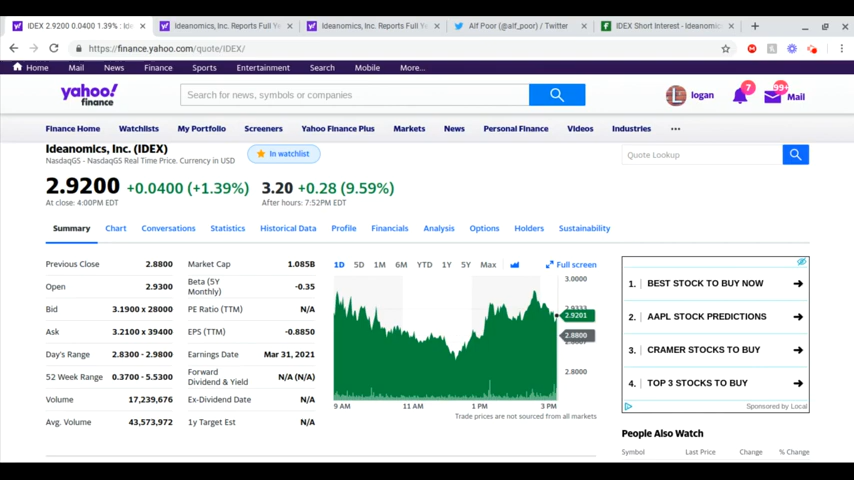 IDEX 2.9200 0.0400 1.39% : Ide
Ideanomics, Inc. Reports Full Ye
Ideanomics, Inc. Reports Full Ye
Alf Poor (@alf_poor) / Twitter
IDEX Short Interest - Ideanomic
https://finance.yahoo.com/quote/IDEX/
Home Mail News Finance Sports Entertainment Search Mobile More...
yahoo!
finance
Search for news, symbols or companies
logan
7
99+
Mail
Finance Home Watchlists My Portfolio Screeners Yahoo Finance Plus Markets News Personal Finance Videos Industries ...
Ideanomics, Inc. (IDEX)
NasdaqGS - NasdaqGS Real Time Price. Currency in USD
In watchlist
Quote Lookup
2.9200 +0.0400 (+1.39%)
At close: 4:00PM EDT
3.20 +0.28 (9.59%)
After hours: 7:52PM EDT
Summary Chart Conversations Statistics Historical Data Profile Financials Analysis Options Holders Sustainability
Previous Close 2.8800
Open 2.9300
Bid 3.1900 x 28000
Ask 3.2100 x 39400
Day's Range 2.8300 - 2.9800
52 Week Range 0.3700 - 5.5300
Volume 17,239,676
Avg. Volume 43,573,972
Market Cap 1.085B
Beta (5Y
Monthly) -0.35
PE Ratio (TTM) N/A
EPS (TTM) -0.8850
Earnings Date Mar 31, 2021
Forward
Dividend & Yield N/A (N/A)
Ex-Dividend Date N/A
1y Target Est N/A
1D 5D 1M 6M YTD 1Y 5Y Max
Full screen
3.0000
2.9333
2.9201
2.8800
2.8000
9 AM 11 AM 1 PM 3 PM
Trade prices are not sourced from all markets
1. BEST STOCK TO BUY NOW
2. AAPL STOCK PREDICTIONS
3. CRAMER STOCKS TO BUY
4. TOP 3 STOCKS TO BUY
Sponsored by Local
People Also Watch
Symbol Last Price Change % Change